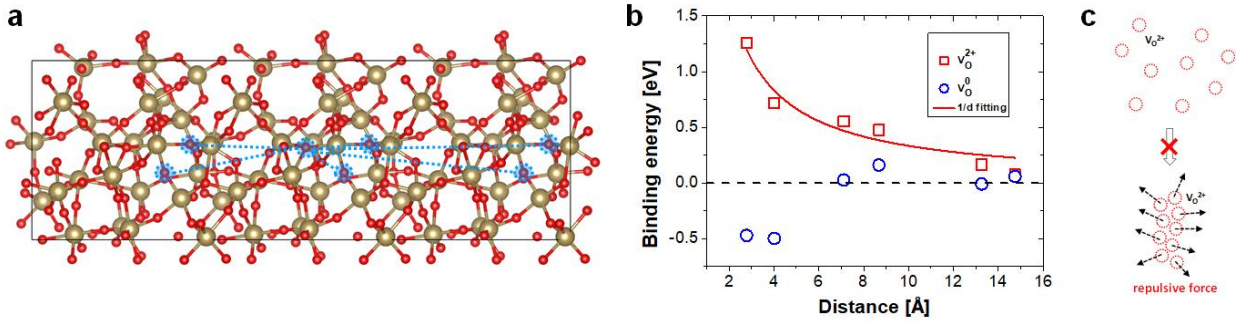 a
b
c
Binding energy [eV]
1.5
1.0
0.5
0.0
-0.5
V_O^2+
V_O^0
1/d fitting
2 4 6 8 10 12 14 16
Distance [Å]
V_O^2+
V_O^2+
repulsive force